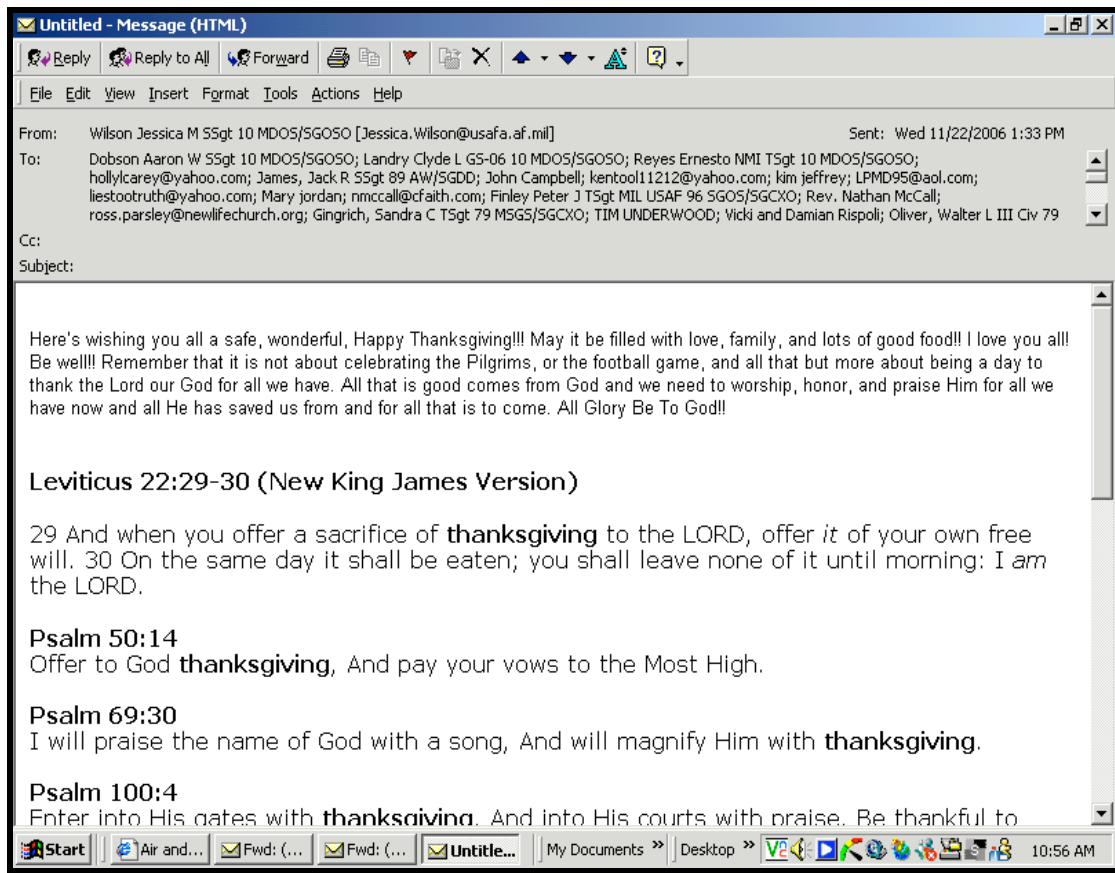 Untitled - Message (HTML)
Reply Reply to All Forward
File Edit View Insert Format Tools Actions Help
From: Wilson Jessica M SSgt 10 MDOS/SGOSO [Jessica.Wilson@usafa.af.mil] Sent: Wed 11/22/2006 1:33 PM
To: Dobson Aaron W SSgt 10 MDOS/SGOSO; Landry Clyde L GS-06 10 MDOS/SGOSO; Reyes Ernesto NMI TSgt 10 MDOS/SGOSO;
hollylcarey@yahoo.com; James, Jack R SSgt 89 AW/SGDD; John Campbell; kentool11212@yahoo.com; kim jeffrey; LPMD95@aol.com;
liestootruth@yahoo.com; Mary jordan; nmccall@cfaith.com; Finley Peter J TSgt MIL USAF 96 SGOS/SGCXO; Rev. Nathan McCall;
ross.parsley@newlifechurch.org; Gingrich, Sandra C TSgt 79 MSGS/SGCXO; TIM UNDERWOOD; Vicki and Damian Rispoli; Oliver, Walter L III Civ 79
Cc:
Subject:
Here's wishing you all a safe, wonderful, Happy Thanksgiving!!! May it be filled with love, family, and lots of good food!! I love you all!
Be well!!! Remember that it is not about celebrating the Pilgrims, or the football game, and all that but more about being a day to
thank the Lord our God for all we have. All that is good comes from God and we need to worship, honor, and praise Him for all we
have now and all He has saved us from and for all that is to come. All Glory Be To God!!
Leviticus 22:29-30 (New King James Version)
29 And when you offer a sacrifice of thanksgiving to the LORD, offer it of your own free
will. 30 On the same day it shall be eaten; you shall leave none of it until morning: I am
the LORD.
Psalm 50:14
Offer to God thanksgiving, And pay your vows to the Most High.
Psalm 69:30
I will praise the name of God with a song, And will magnify Him with thanksgiving.
Psalm 100:4
Enter into His gates with thanksgiving, And into His courts with praise. Be thankful to
Start Air and... Fwd: (... Fwd: (... Untitle... My Documents » Desktop » 10:56 AM